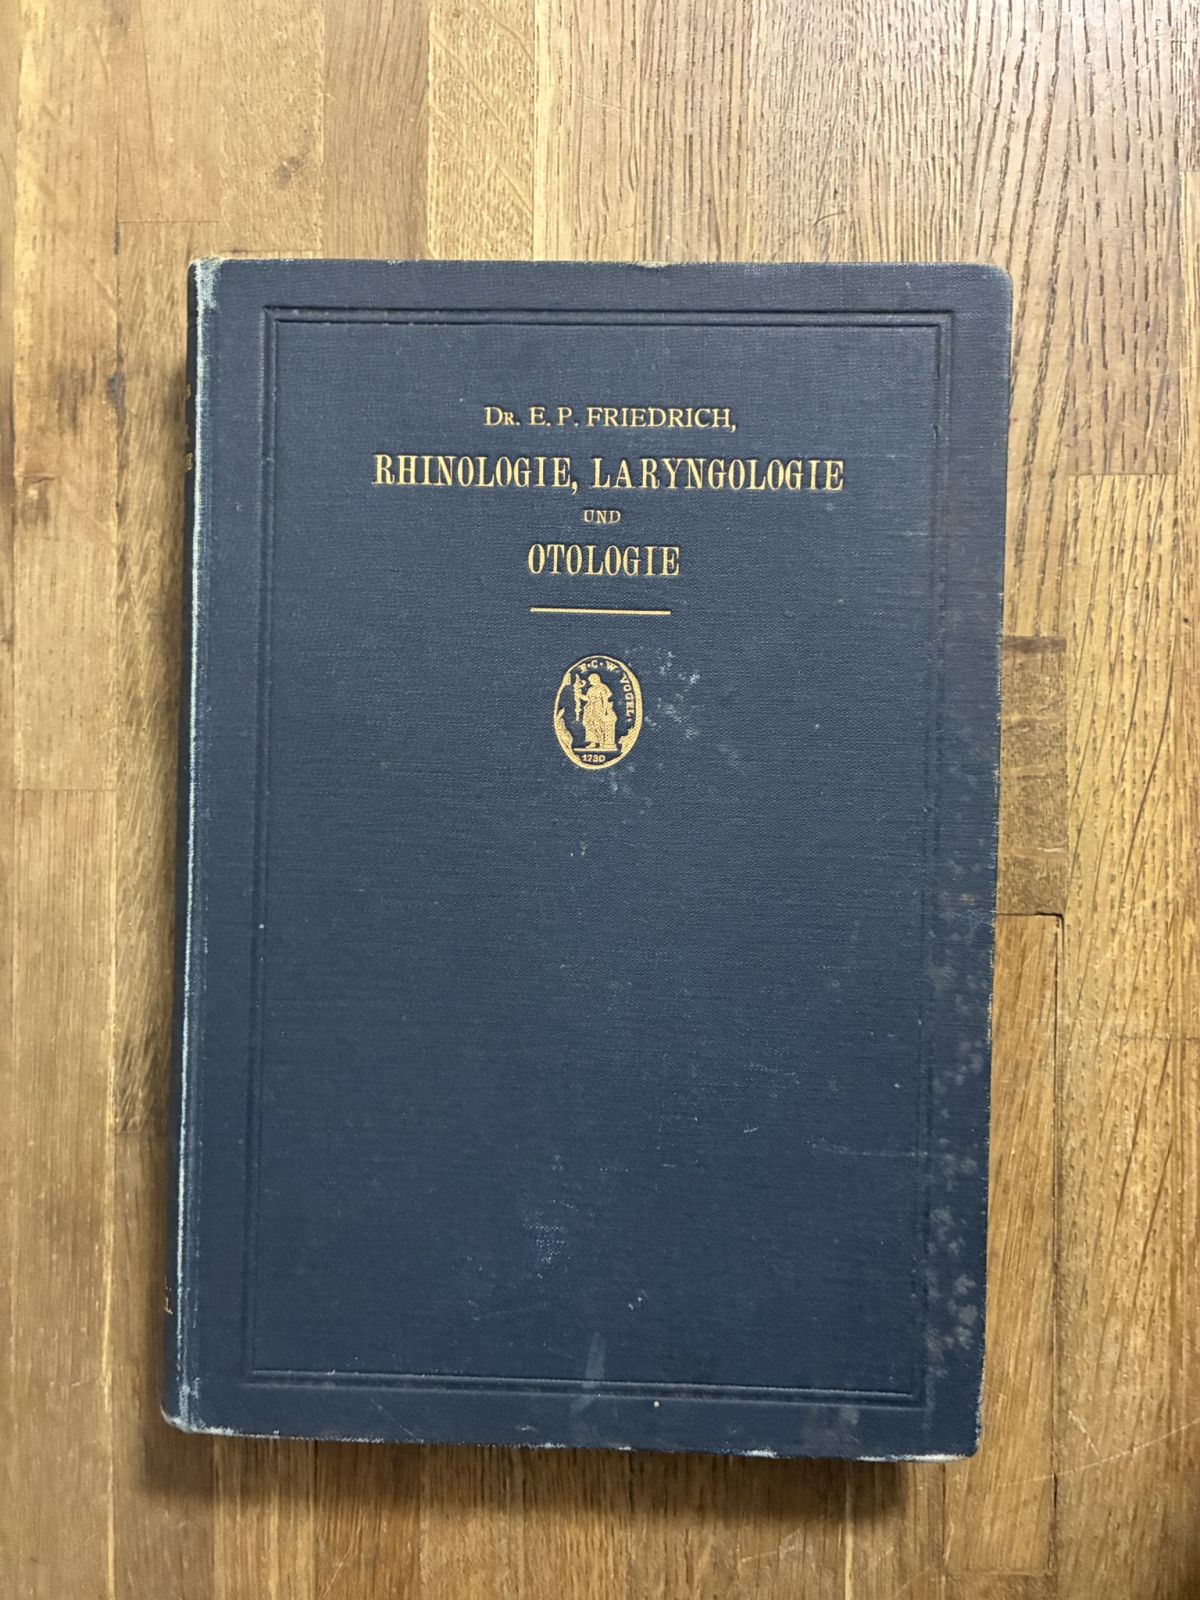 Dr. E. P. FRIEDRICH,
RHINOLOGIE, LARYNGOLOGIE
UND
OTOLOGIE
F·C·W·VOGEL·
1730